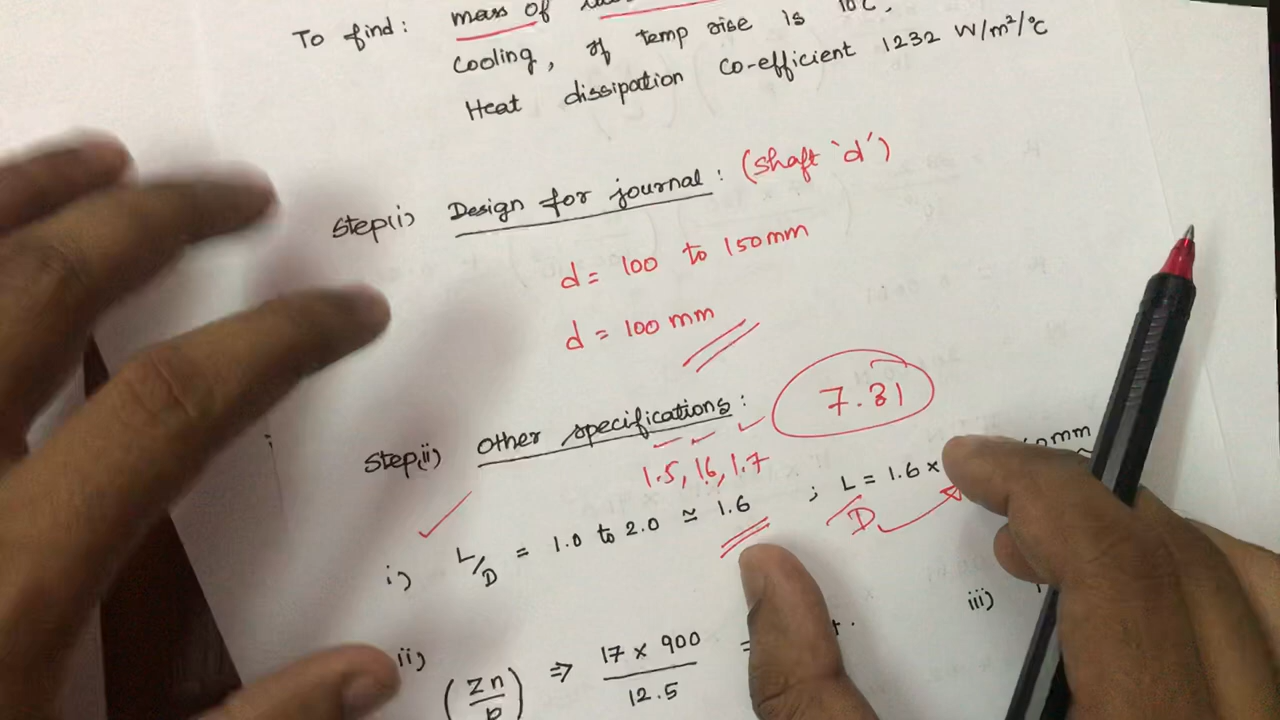 To find: mass of
cooling, if temp rise is 10°C,
Heat dissipation co-efficient 1232 W/m²/°C
Step(i) Design for journal: (shaft 'd')
d = 100 to 150mm
d = 100 mm
Step(ii) Other specifications: 7.31
1.5, 1.6, 1.7
i) L/D = 1.0 to 2.0 ≃ 1.6 ; L = 1.6 ×
D
ii) (Zn/p) ⇒ 17 × 900 / 12.5 =
iii)